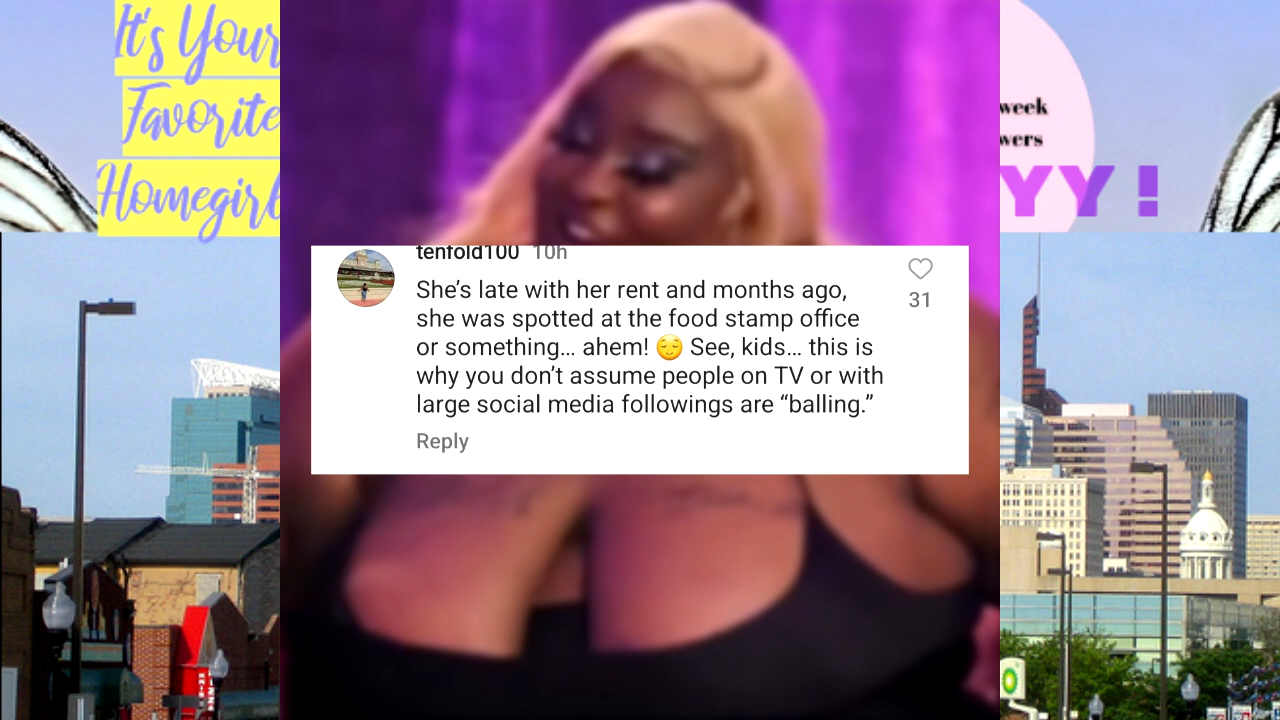 It's Your
Favorite
Homegirl
week
wers
YY!
tenfold100 10h
She's late with her rent and months ago,
she was spotted at the food stamp office
or something... ahem! 😌 See, kids... this is
why you don't assume people on TV or with
large social media followings are “balling.”
31
Reply